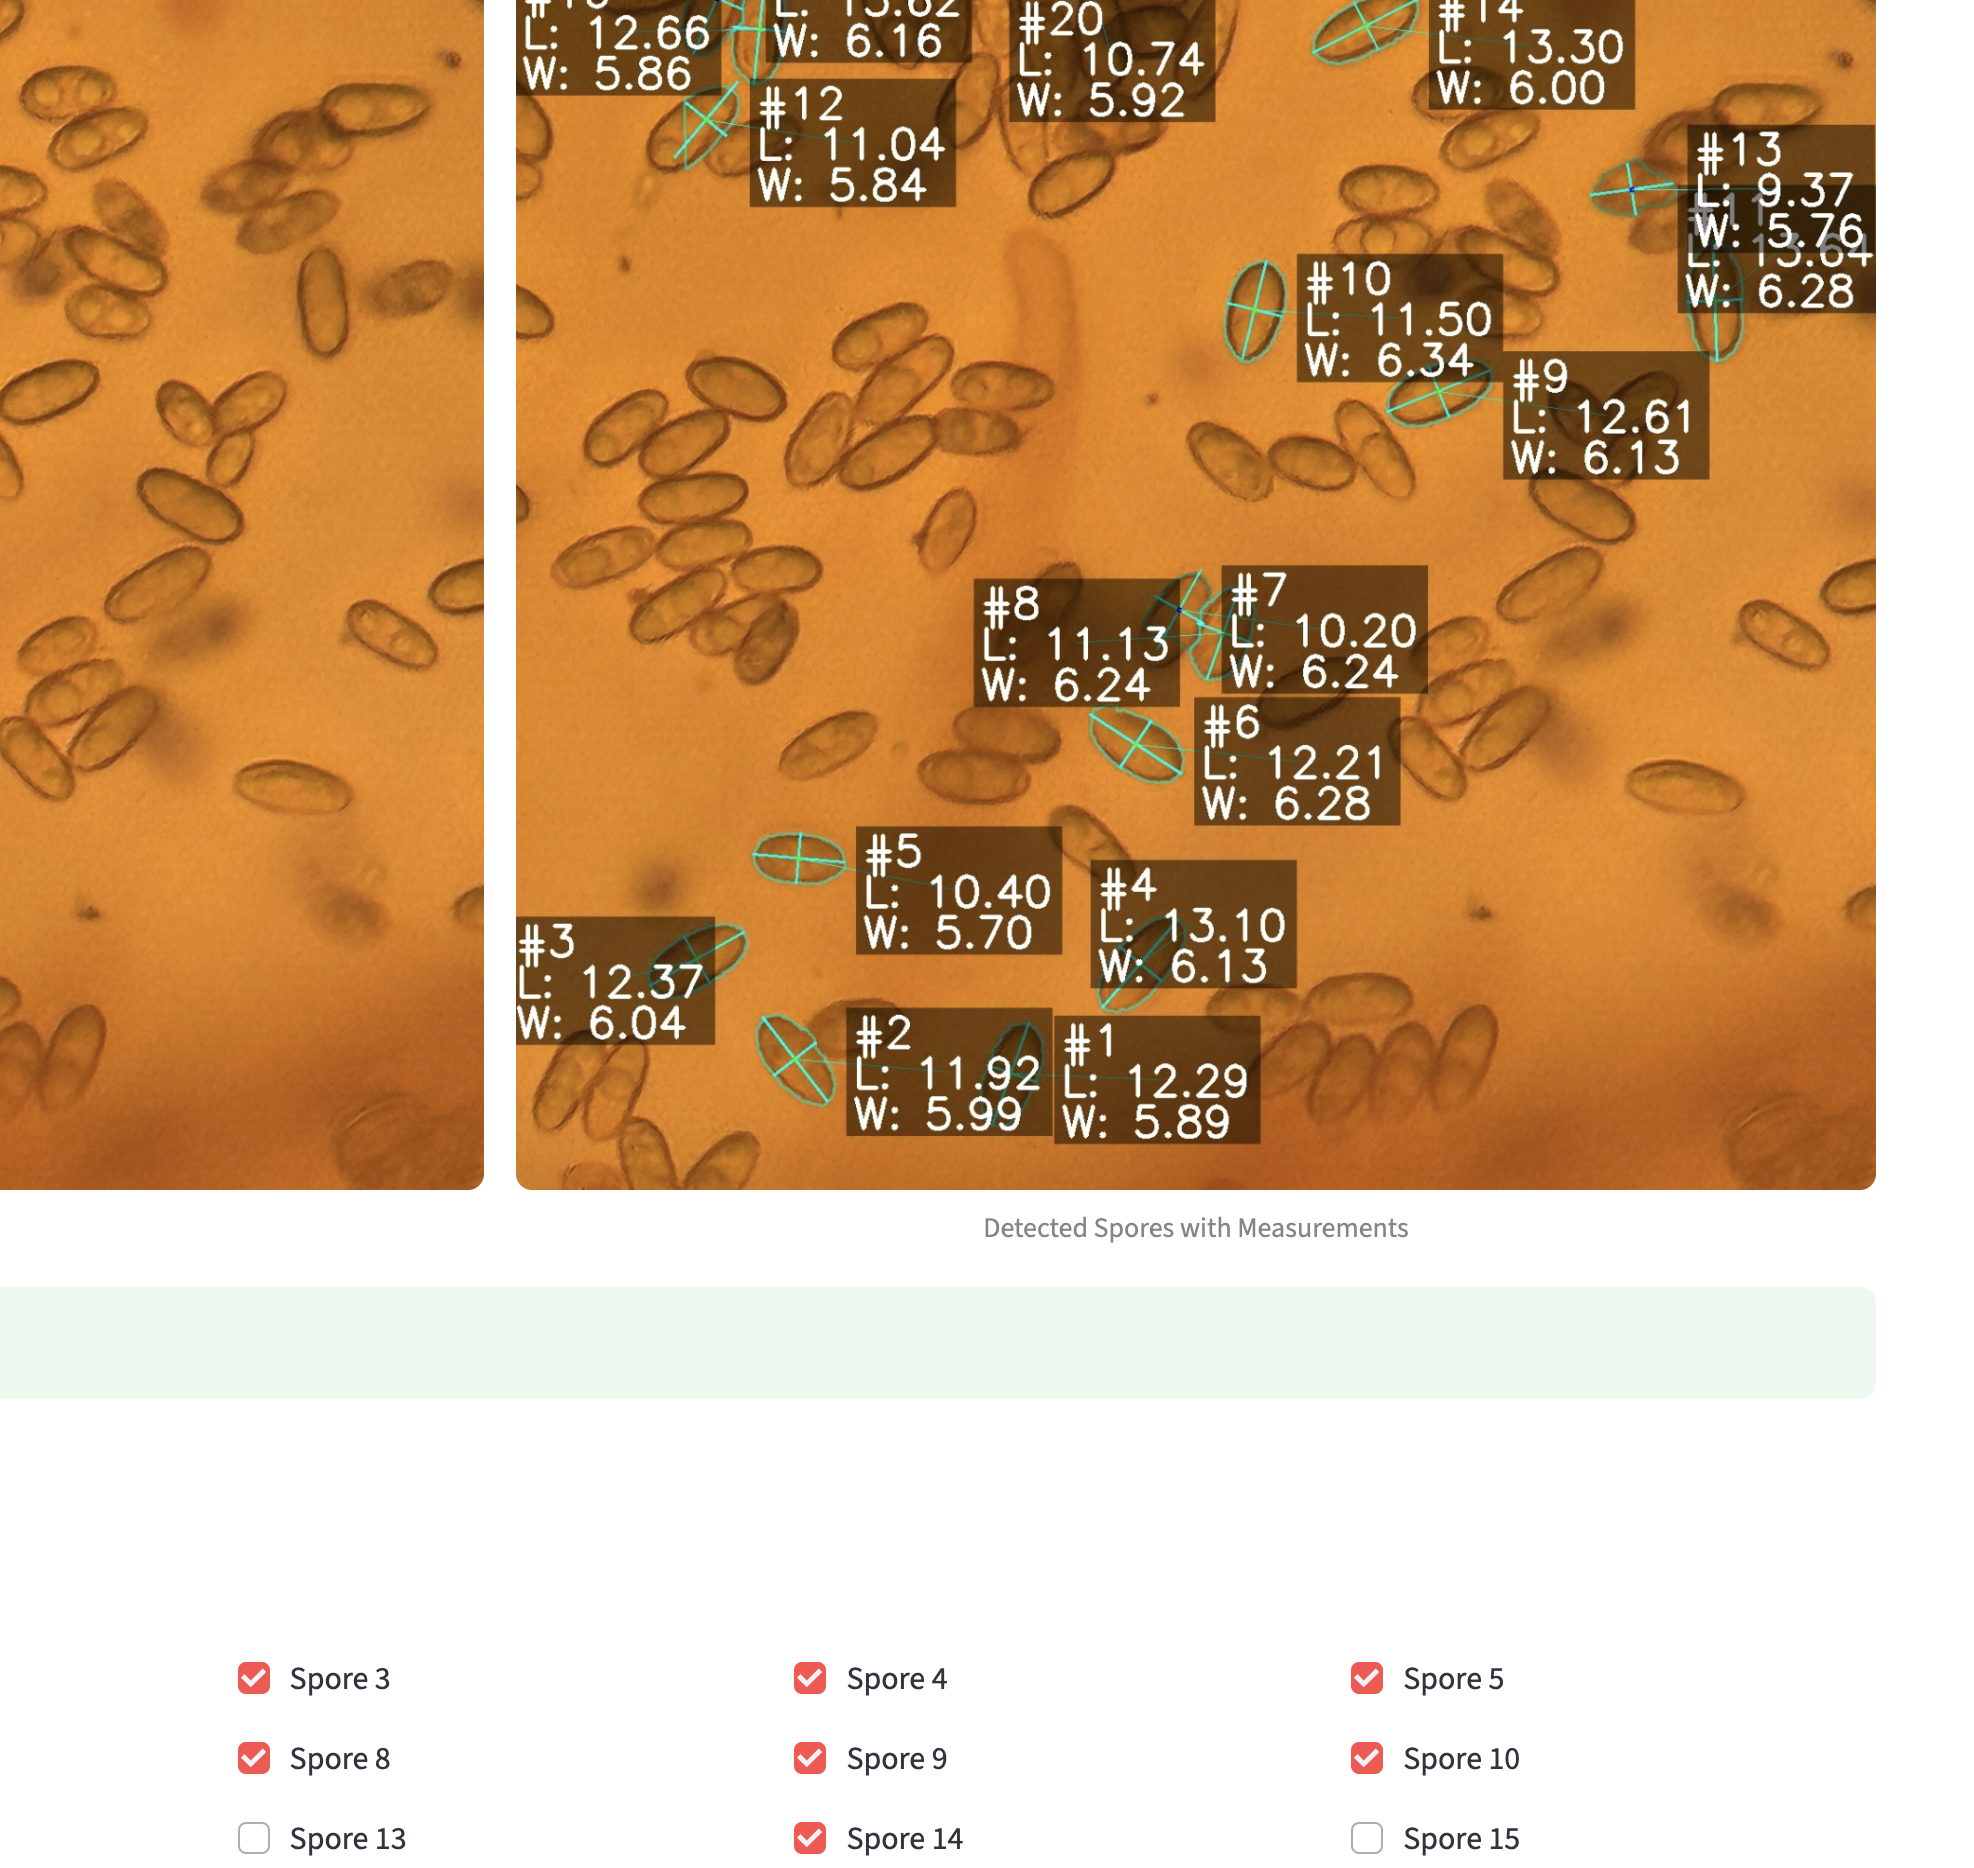 L: 12.66
W: 5.86
W: 6.16
#20
L: 10.74
W: 5.92
#14
L: 13.30
W: 6.00
#12
L: 11.04
W: 5.84
#13
L: 9.37
W: 5.76
#11
L: 13.64
W: 6.28
#10
L: 11.50
W: 6.34
#9
L: 12.61
W: 6.13
#8
L: 11.13
W: 6.24
#7
L: 10.20
W: 6.24
#6
L: 12.21
W: 6.28
#5
L: 10.40
W: 5.70
#4
L: 13.10
W: 6.13
#3
L: 12.37
W: 6.04
#2
L: 11.92
W: 5.99
#1
L: 12.29
W: 5.89
Detected Spores with Measurements
Spore 3
Spore 4
Spore 5
Spore 8
Spore 9
Spore 10
Spore 13
Spore 14
Spore 15